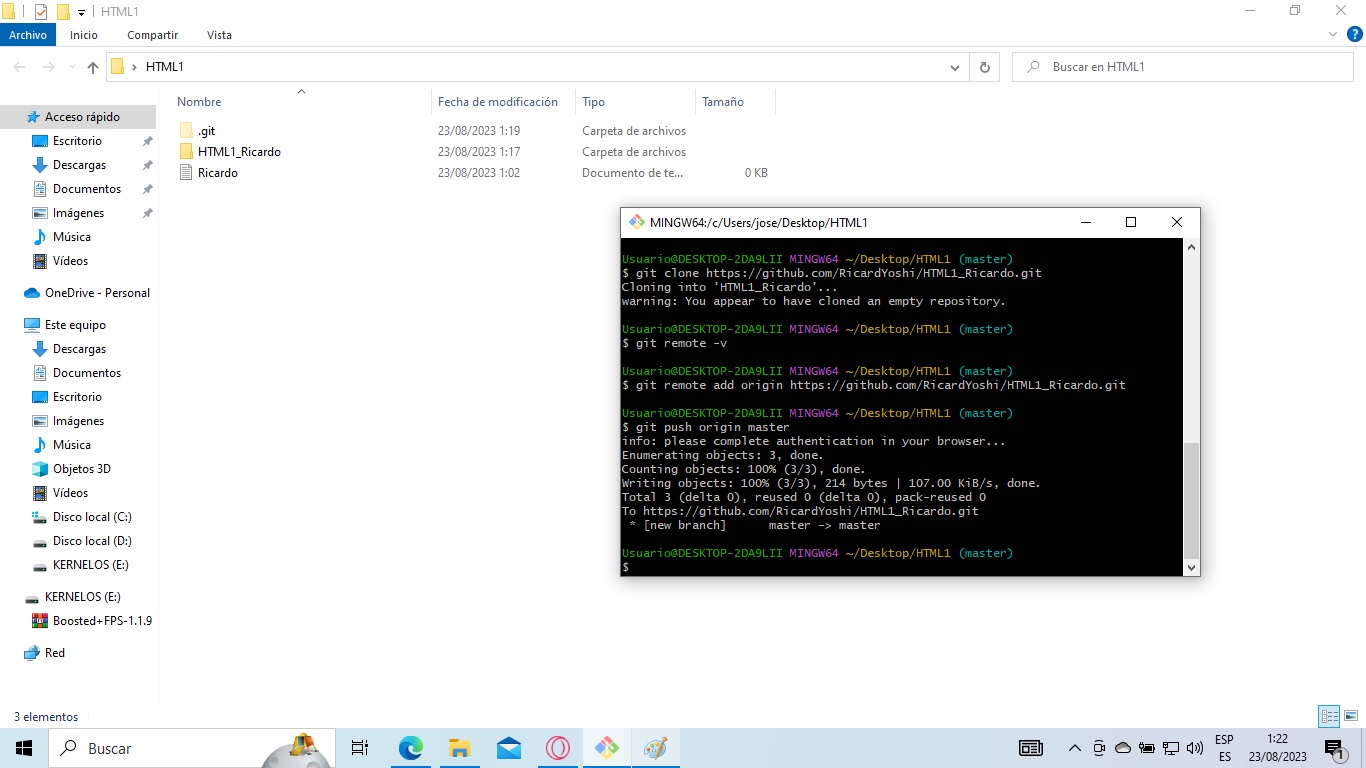 HTML1
Archivo Inicio Compartir Vista
HTML1
Buscar en HTML1
Acceso rápido
Escritorio
Descargas
Documentos
Imágenes
Música
Vídeos
OneDrive - Personal
Este equipo
Descargas
Documentos
Escritorio
Imágenes
Música
Objetos 3D
Vídeos
Disco local (C:)
Disco local (D:)
KERNELOS (E:)
KERNELOS (E:)
Boosted+FPS-1.1.9
Red
Nombre Fecha de modificación Tipo Tamaño
.git 23/08/2023 1:19 Carpeta de archivos
HTML1_Ricardo 23/08/2023 1:17 Carpeta de archivos
Ricardo 23/08/2023 1:02 Documento de te... 0 KB
MINGW64:/c/Users/jose/Desktop/HTML1
Usuario@DESKTOP-2DA9LII MINGW64 ~/Desktop/HTML1 (master)
$ git clone https://github.com/RicardYoshi/HTML1_Ricardo.git
Cloning into 'HTML1_Ricardo'...
warning: You appear to have cloned an empty repository.
Usuario@DESKTOP-2DA9LII MINGW64 ~/Desktop/HTML1 (master)
$ git remote -v
Usuario@DESKTOP-2DA9LII MINGW64 ~/Desktop/HTML1 (master)
$ git remote add origin https://github.com/RicardYoshi/HTML1_Ricardo.git
Usuario@DESKTOP-2DA9LII MINGW64 ~/Desktop/HTML1 (master)
$ git push origin master
info: please complete authentication in your browser...
Enumerating objects: 3, done.
Counting objects: 100% (3/3), done.
Writing objects: 100% (3/3), 214 bytes | 107.00 KiB/s, done.
Total 3 (delta 0), reused 0 (delta 0), pack-reused 0
To https://github.com/RicardYoshi/HTML1_Ricardo.git
* [new branch] master -> master
Usuario@DESKTOP-2DA9LII MINGW64 ~/Desktop/HTML1 (master)
$
3 elementos
Buscar
ESP
ES
1:22
23/08/2023
1